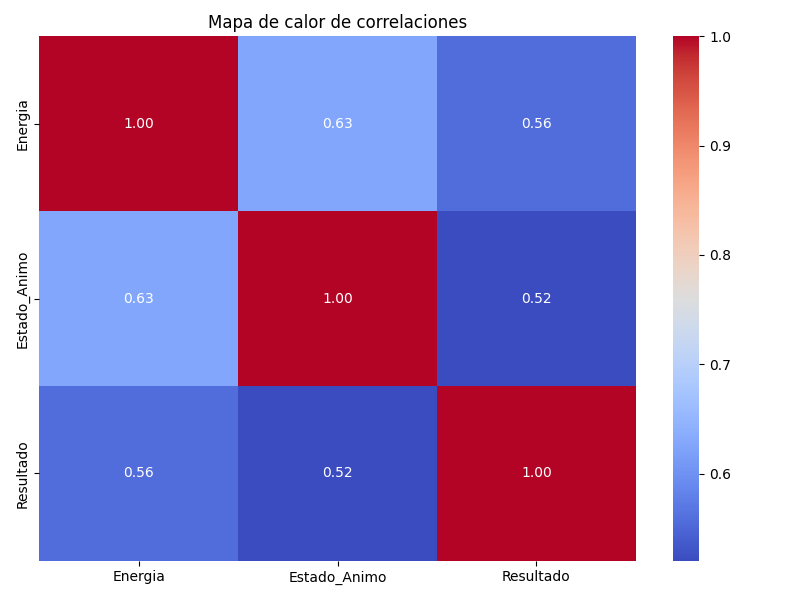 Mapa de calor de correlaciones
Energia
1.00
0.63
0.56
Estado_Animo
0.63
1.00
0.52
Resultado
0.56
0.52
1.00
Energia
Estado_Animo
Resultado
1.0
0.9
0.8
0.7
0.6